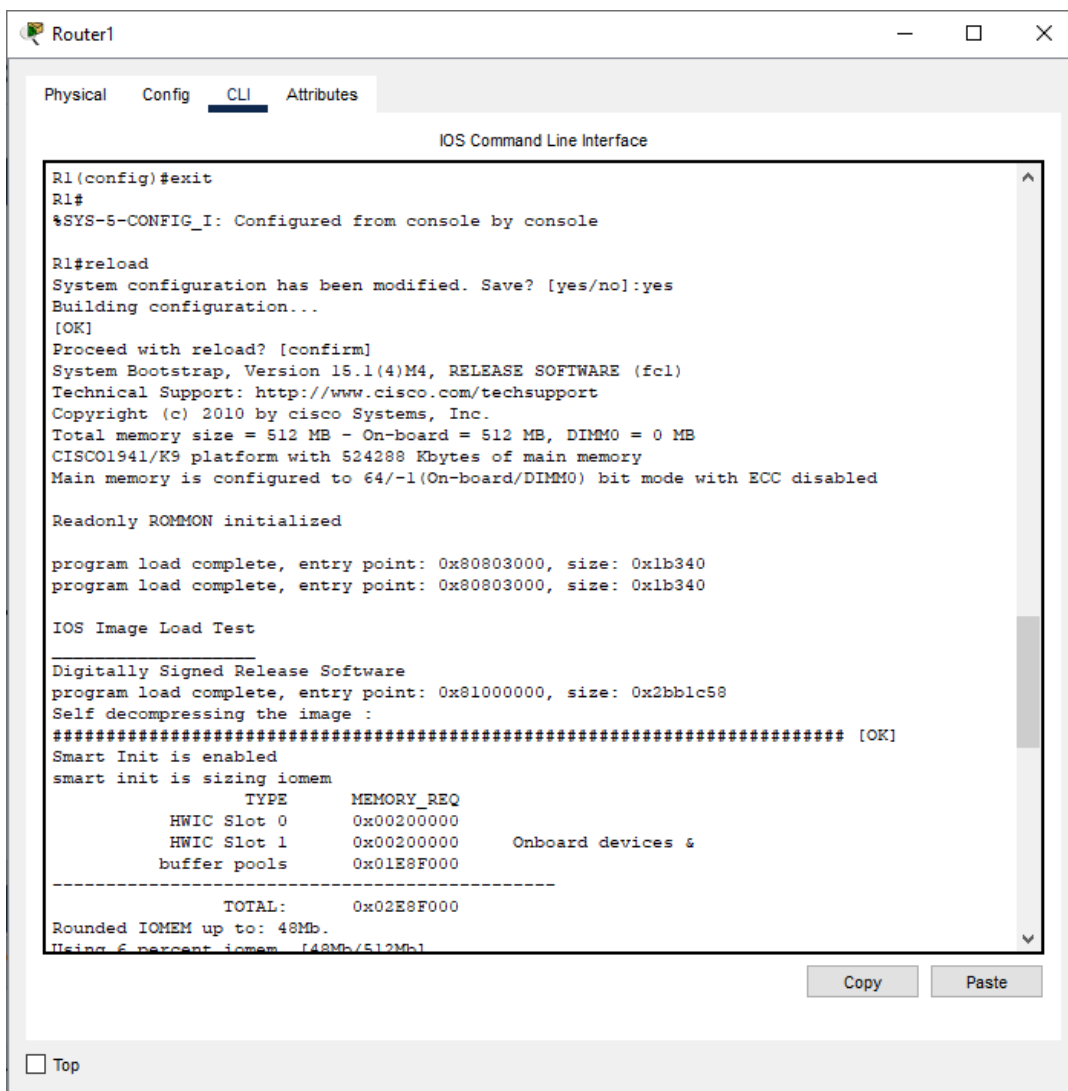 Router1
Physical Config CLI Attributes
IOS Command Line Interface
R1(config)#exit
R1#
%SYS-5-CONFIG_I: Configured from console by console
R1#reload
System configuration has been modified. Save? [yes/no]:yes
Building configuration...
[OK]
Proceed with reload? [confirm]
System Bootstrap, Version 15.1(4)M4, RELEASE SOFTWARE (fc1)
Technical Support: http://www.cisco.com/techsupport
Copyright (c) 2010 by cisco Systems, Inc.
Total memory size = 512 MB - On-board = 512 MB, DIMM0 = 0 MB
CISCO1941/K9 platform with 524288 Kbytes of main memory
Main memory is configured to 64/-1(On-board/DIMM0) bit mode with ECC disabled
Readonly ROMMON initialized
program load complete, entry point: 0x80803000, size: 0x1b340
program load complete, entry point: 0x80803000, size: 0x1b340
IOS Image Load Test
___________________
Digitally Signed Release Software
program load complete, entry point: 0x81000000, size: 0x2bb1c58
Self decompressing the image :
########################################################################## [OK]
Smart Init is enabled
smart init is sizing iomem
TYPE MEMORY_REQ
HWIC Slot 0 0x00200000
HWIC Slot 1 0x00200000 Onboard devices &
buffer pools 0x01E8F000
-----------------------------------------------
TOTAL: 0x02E8F000
Rounded IOMEM up to: 48Mb.
Using 6 percent iomem. [48Mb/512Mb]
Copy Paste
Top